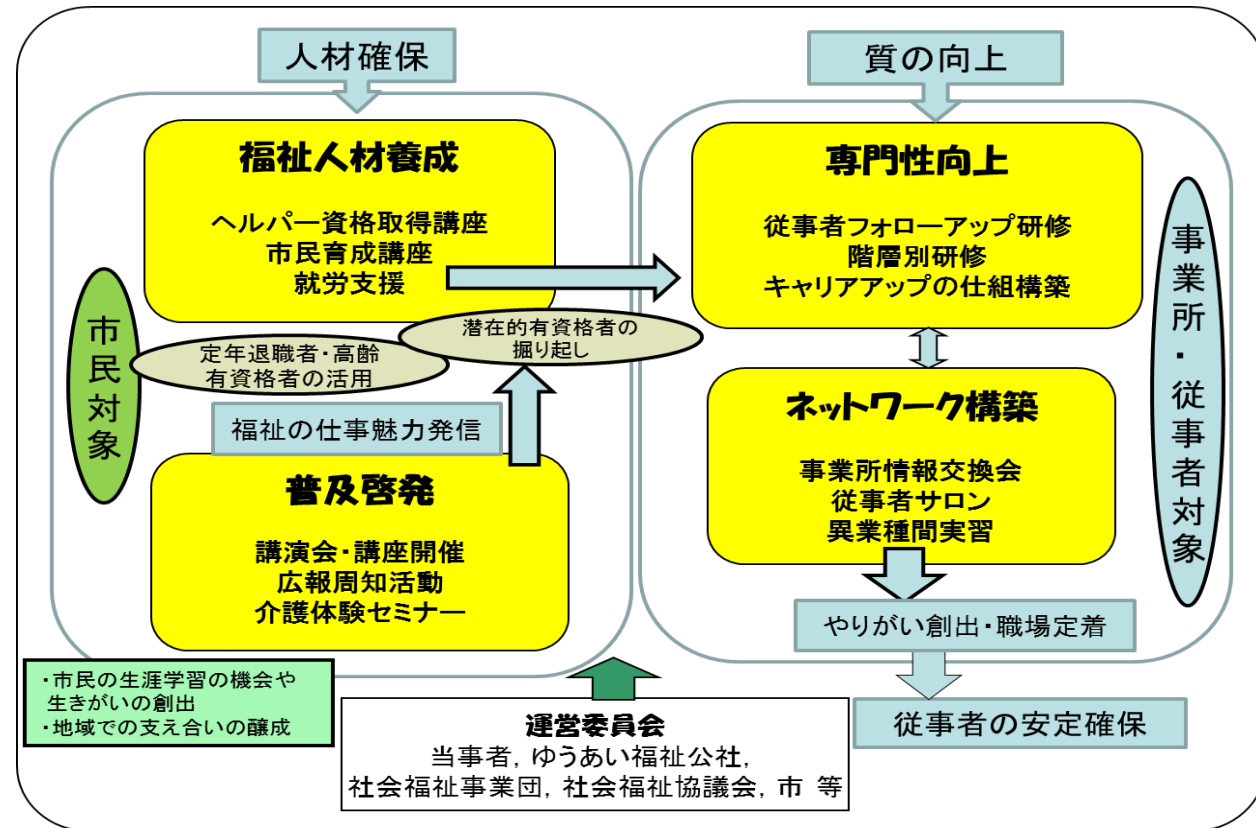 人材確保
福祉人材養成
ヘルパー資格取得講座
市民育成講座
就労支援
市民対象
定年退職者・高齢
有資格者の活用
潜在的有資格者の
掘り起し
福祉の仕事魅力発信
普及啓発
講演会・講座開催
広報周知活動
介護体験セミナー
・市民の生涯学習の機会や
生きがいの創出
・地域での支え合いの醸成
質の向上
専門性向上
従事者フォローアップ研修
階層別研修
キャリアアップの仕組構築
事業所・従事者対象
ネットワーク構築
事業所情報交換会
従事者サロン
異業種間実習
やりがい創出・職場定着
従事者の安定確保
運営委員会
当事者，ゆうあい福祉公社，
社会福祉事業団，社会福祉協議会，市 等